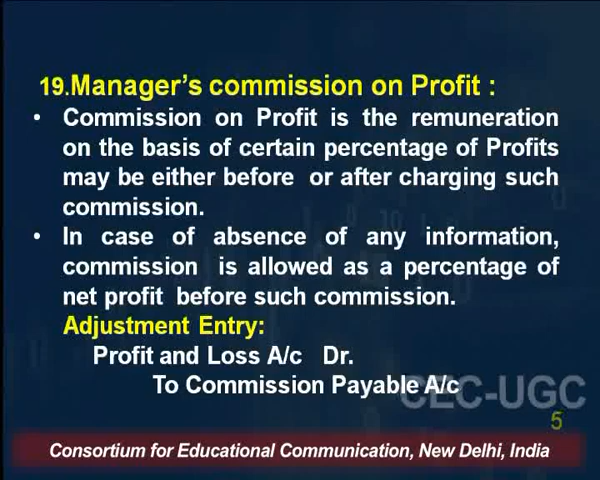 19.Manager's commission on Profit :
• Commission on Profit is the remuneration
on the basis of certain percentage of Profits
may be either before or after charging such
commission.
• In case of absence of any information,
commission is allowed as a percentage of
net profit before such commission.
Adjustment Entry:
Profit and Loss A/c Dr.
To Commission Payable A/c
CEC-UGC
5
Consortium for Educational Communication, New Delhi, India